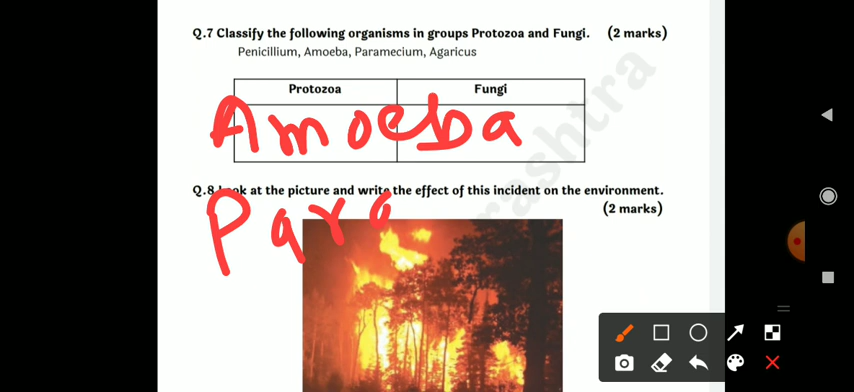 Q.7 Classify the following organisms in groups Protozoa and Fungi. (2 marks)
Penicillium, Amoeba, Paramecium, Agaricus
Protozoa Fungi
Amoeba
Q.8 Look at the picture and write the effect of this incident on the environment.
(2 marks)
Para